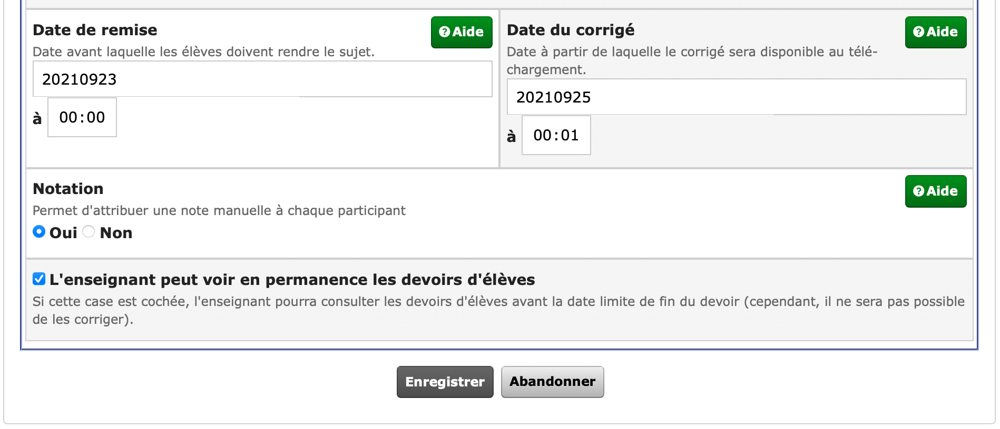 Date de remise
Aide
Date avant laquelle les élèves doivent rendre le sujet.
20210923
à 00:00
Date du corrigé
Aide
Date à partir de laquelle le corrigé sera disponible au télé-
chargement.
20210925
à 00:01
Notation
Aide
Permet d'attribuer une note manuelle à chaque participant
Oui Non
L'enseignant peut voir en permanence les devoirs d'élèves
Si cette case est cochée, l'enseignant pourra consulter les devoirs d'élèves avant la date limite de fin du devoir (cependant, il ne sera pas possible
de les corriger).
Enregistrer Abandonner